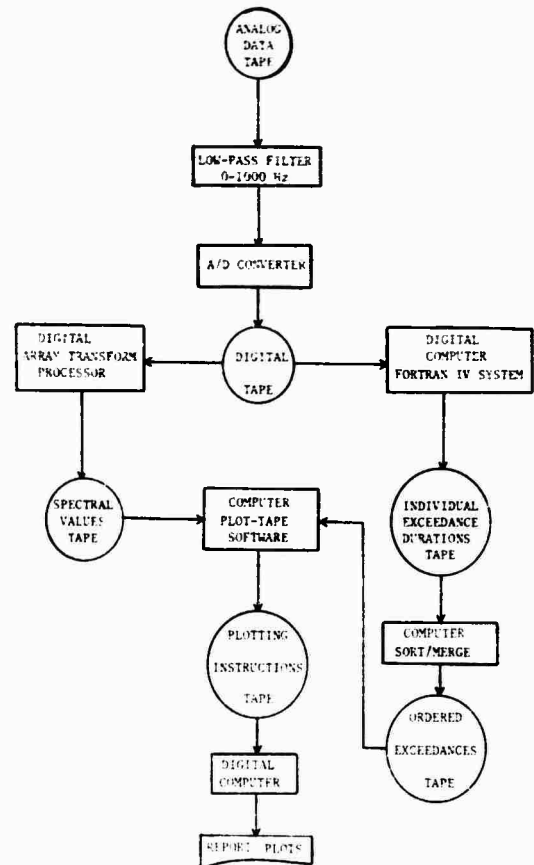 ANALOG
DATA
TAPE
LOW-PASS FILTER
0-1000 Hz
A/D CONVERTER
DIGITAL
ARRAY TRANSFORM
PROCESSOR
DIGITAL
TAPE
DIGITAL
COMPUTER
FORTRAN IV SYSTEM
SPECTRAL
VALUES
TAPE
COMPUTER
PLOT-TAPE
SOFTWARE
INDIVIDUAL
EXCEEDANCE
DURATIONS
TAPE
PLOTTING
INSTRUCTIONS
TAPE
COMPUTER
SORT/MERGE
ORDERED
EXCEEDANCES
TAPE
DIGITAL
COMPUTER
REPORT PLOTS